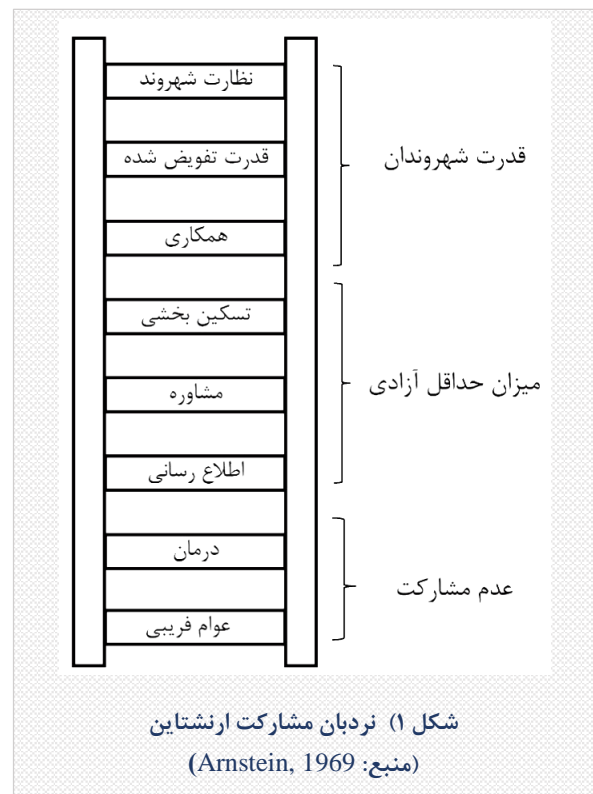 نظارت شهروند
قدرت تفویض شده
قدرت شهروندان
همکاری
تسکین بخشی
مشاوره
میزان حداقل آزادی
اطلاع رسانی
درمان
عدم مشارکت
عوام فریبی
شکل ۱) نردبان مشارکت ارنشتاین
(منبع: Arnstein, 1969)